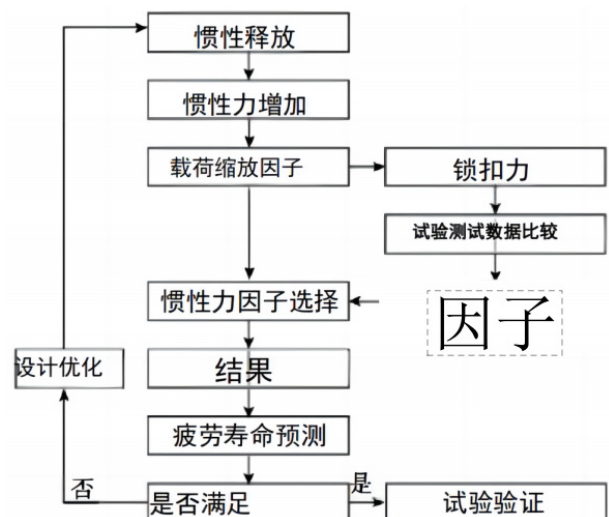 惯性释放
惯性力增加
载荷缩放因子
锁扣力
试验测试数据比较
惯性力因子选择
因子
设计优化
结果
疲劳寿命预测
否
是否满足
是
试验验证